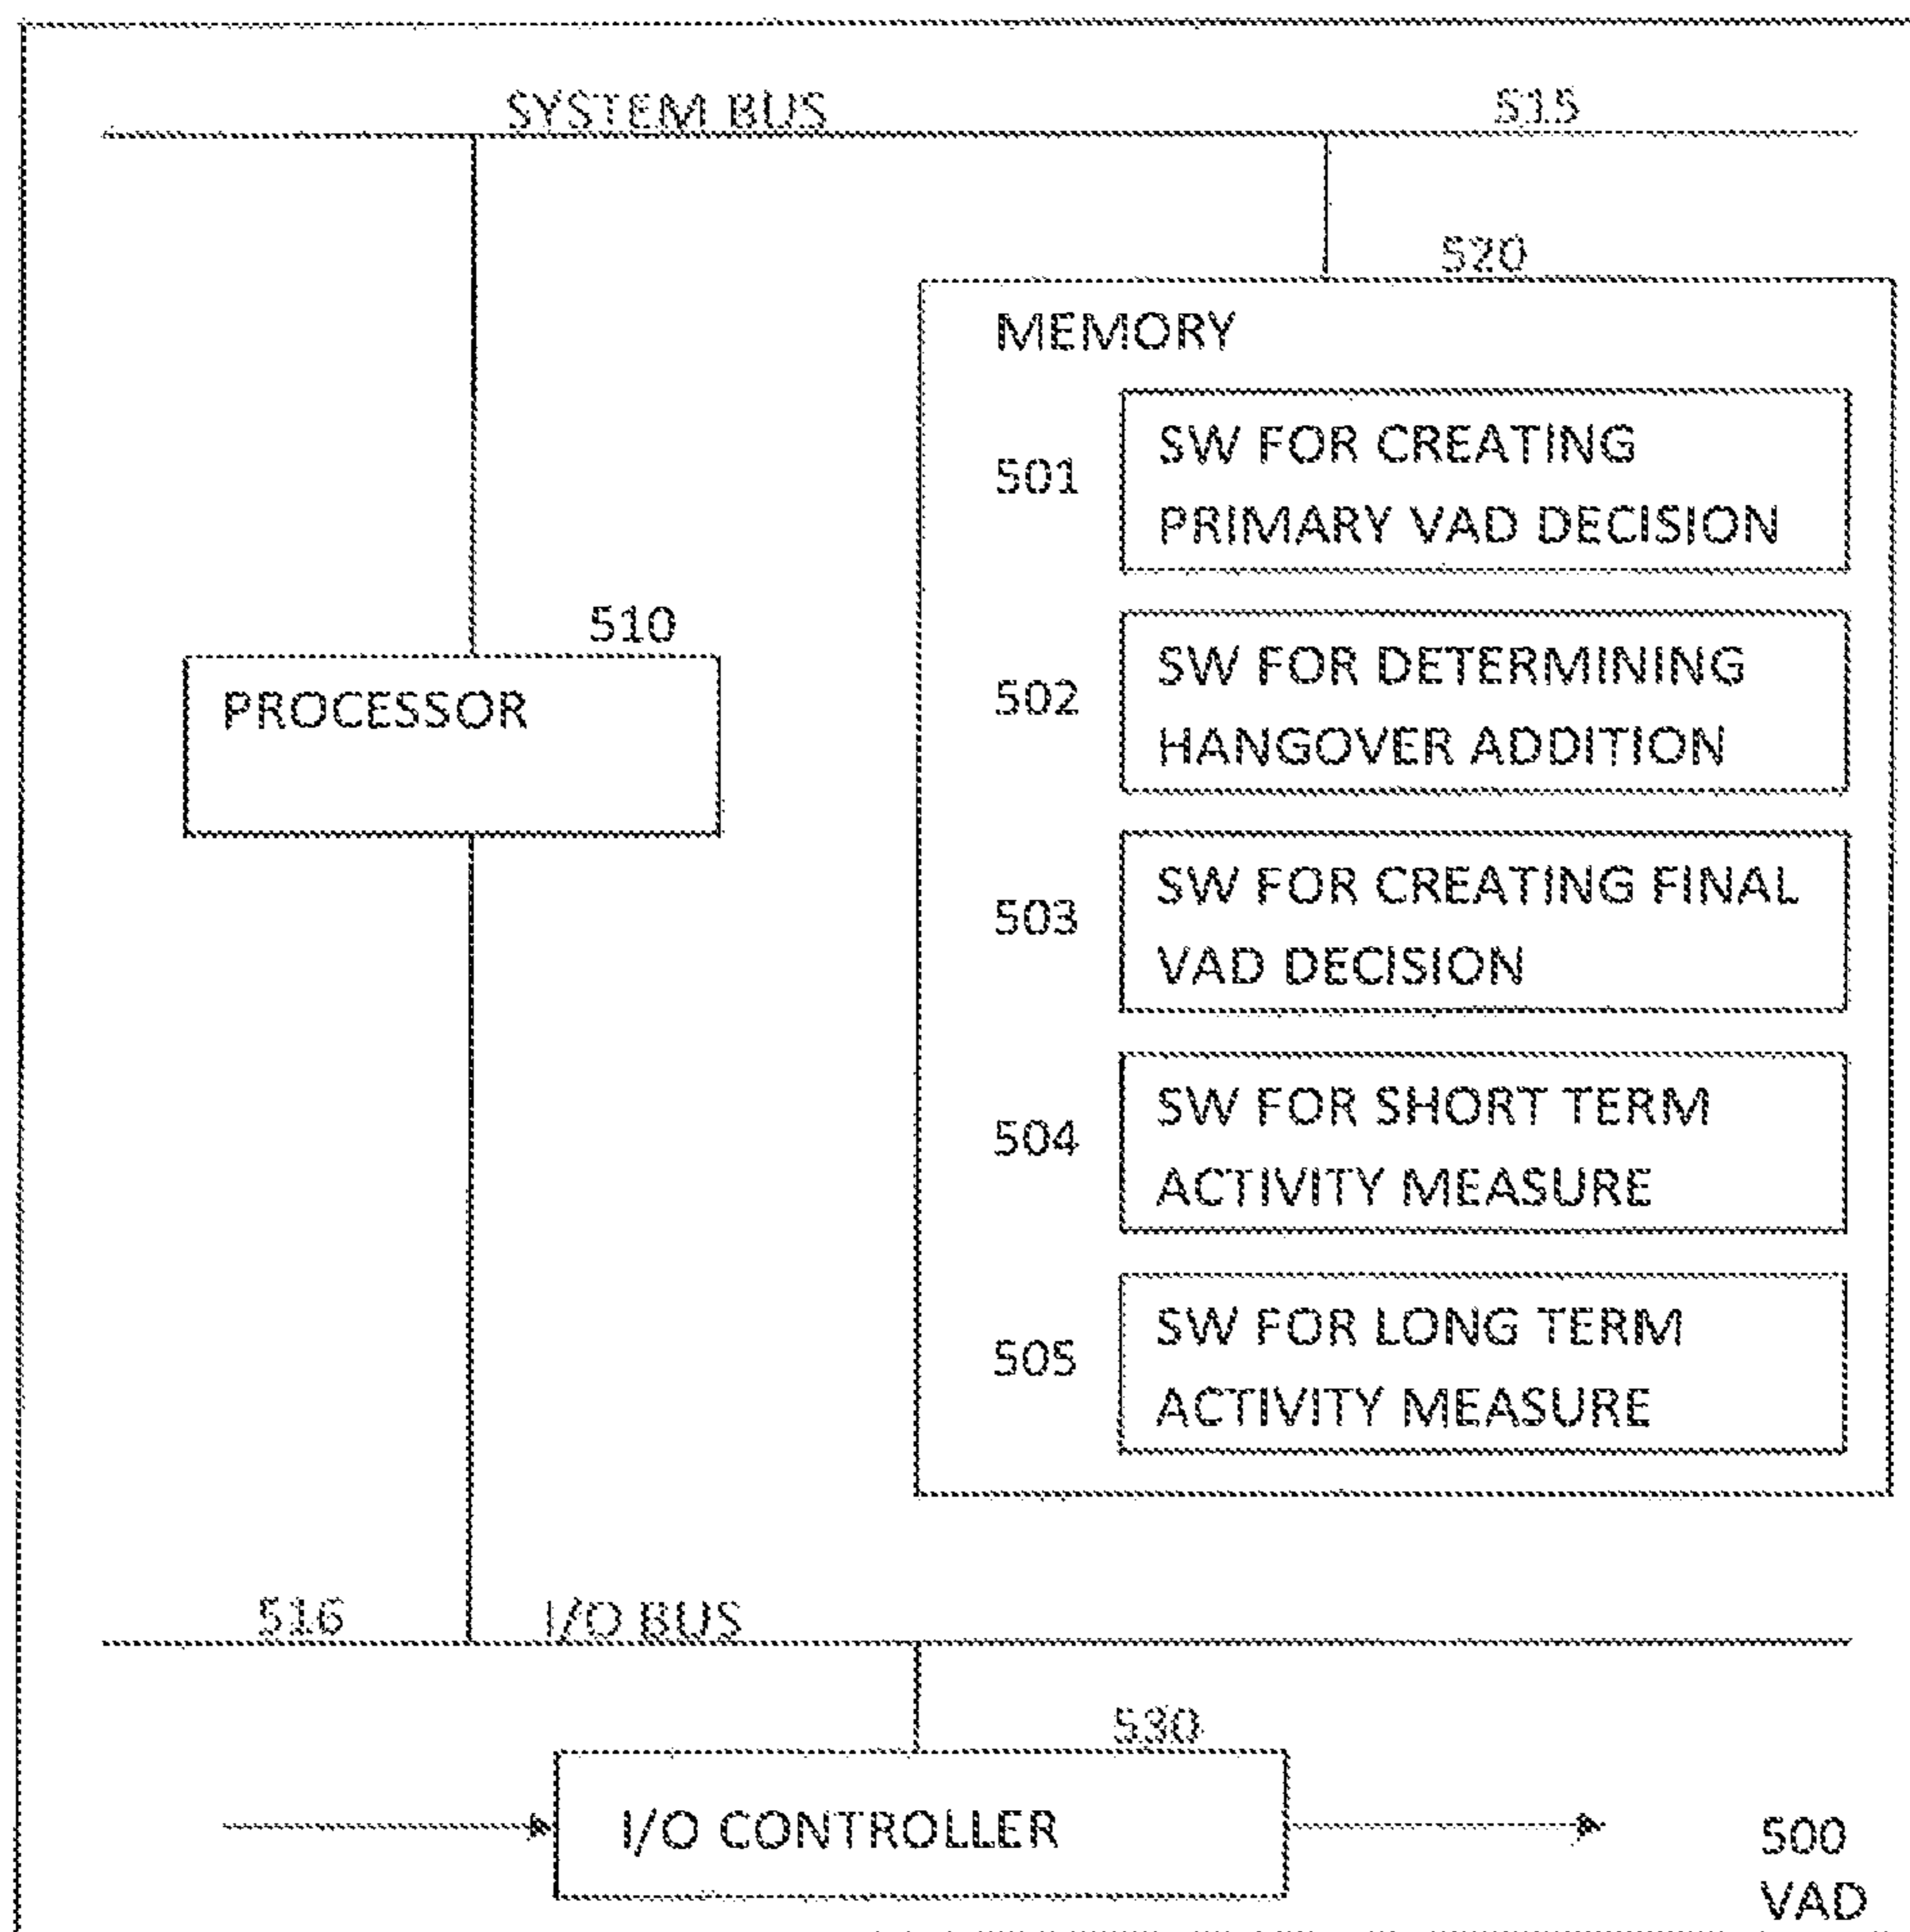 SYSTEM BUS 515
520
MEMORY
501 SW FOR CREATING
PRIMARY VAD DECISION
510
PROCESSOR
502 SW FOR DETERMINING
HANGOVER ADDITION
503 SW FOR CREATING FINAL
VAD DECISION
504 SW FOR SHORT TERM
ACTIVITY MEASURE
505 SW FOR LONG TERM
ACTIVITY MEASURE
516 I/O BUS
530
I/O CONTROLLER
500
VAD